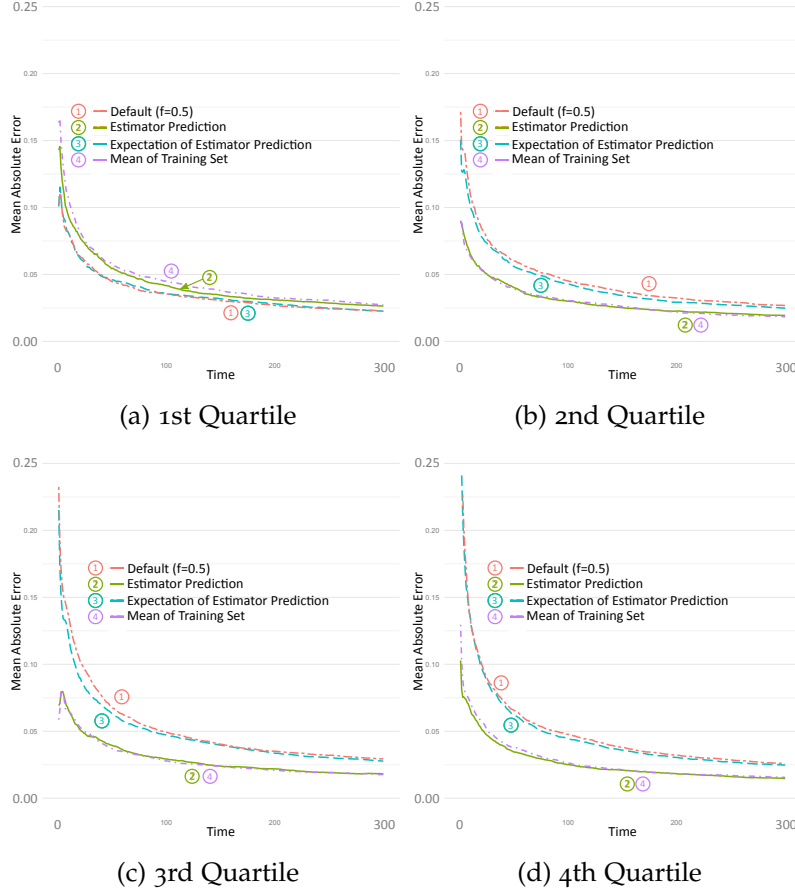 0.25
0.20
0.15
0.10
0.05
0.00
Mean Absolute Error
1 Default (f=0.5)
2 Estimator Prediction
3 Expectation of Estimator Prediction
4 Mean of Training Set
4
2
1 3
0 100 200 300
Time
(a) 1st Quartile
0.25
0.20
0.15
0.10
0.05
0.00
Mean Absolute Error
1 Default (f=0.5)
2 Estimator Prediction
3 Expectation of Estimator Prediction
4 Mean of Training Set
3
1
2 4
0 100 200 300
Time
(b) 2nd Quartile
0.25
0.20
0.15
0.10
0.05
0.00
Mean Absolute Error
1 Default (f=0.5)
2 Estimator Prediction
3 Expectation of Estimator Prediction
4 Mean of Training Set
1
3
2 4
0 100 200 300
Time
(c) 3rd Quartile
0.25
0.20
0.15
0.10
0.05
0.00
Mean Absolute Error
1 Default (f=0.5)
2 Estimator Prediction
3 Expectation of Estimator Prediction
4 Mean of Training Set
1
3
2 4
0 100 200 300
Time
(d) 4th Quartile